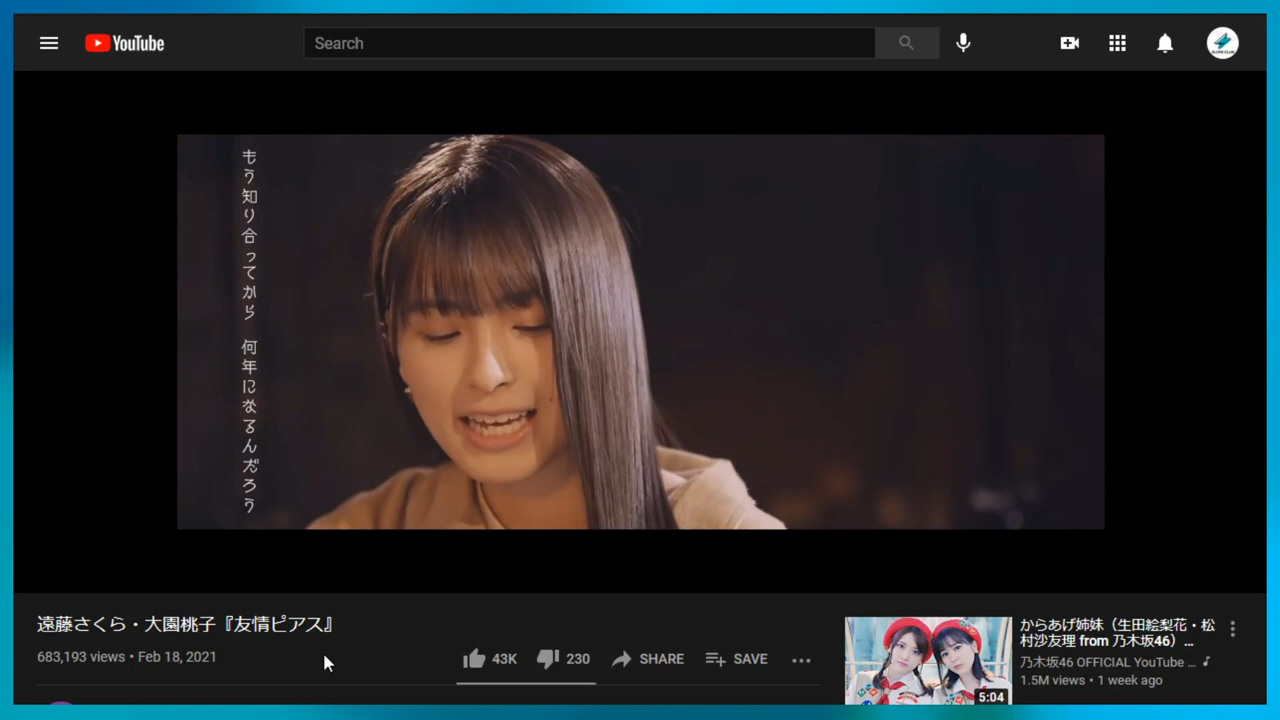 YouTube
Search
もう知り合ってから 何年になるんだろう
遠藤さくら・大園桃子『友情ピアス』
683,193 views • Feb 18, 2021
43K
230
SHARE
SAVE
からあげ姉妹（生田絵梨花・松
村沙友理 from 乃木坂46）...
乃木坂46 OFFICIAL YouTube ...
1.5M views • 1 week ago
5:04